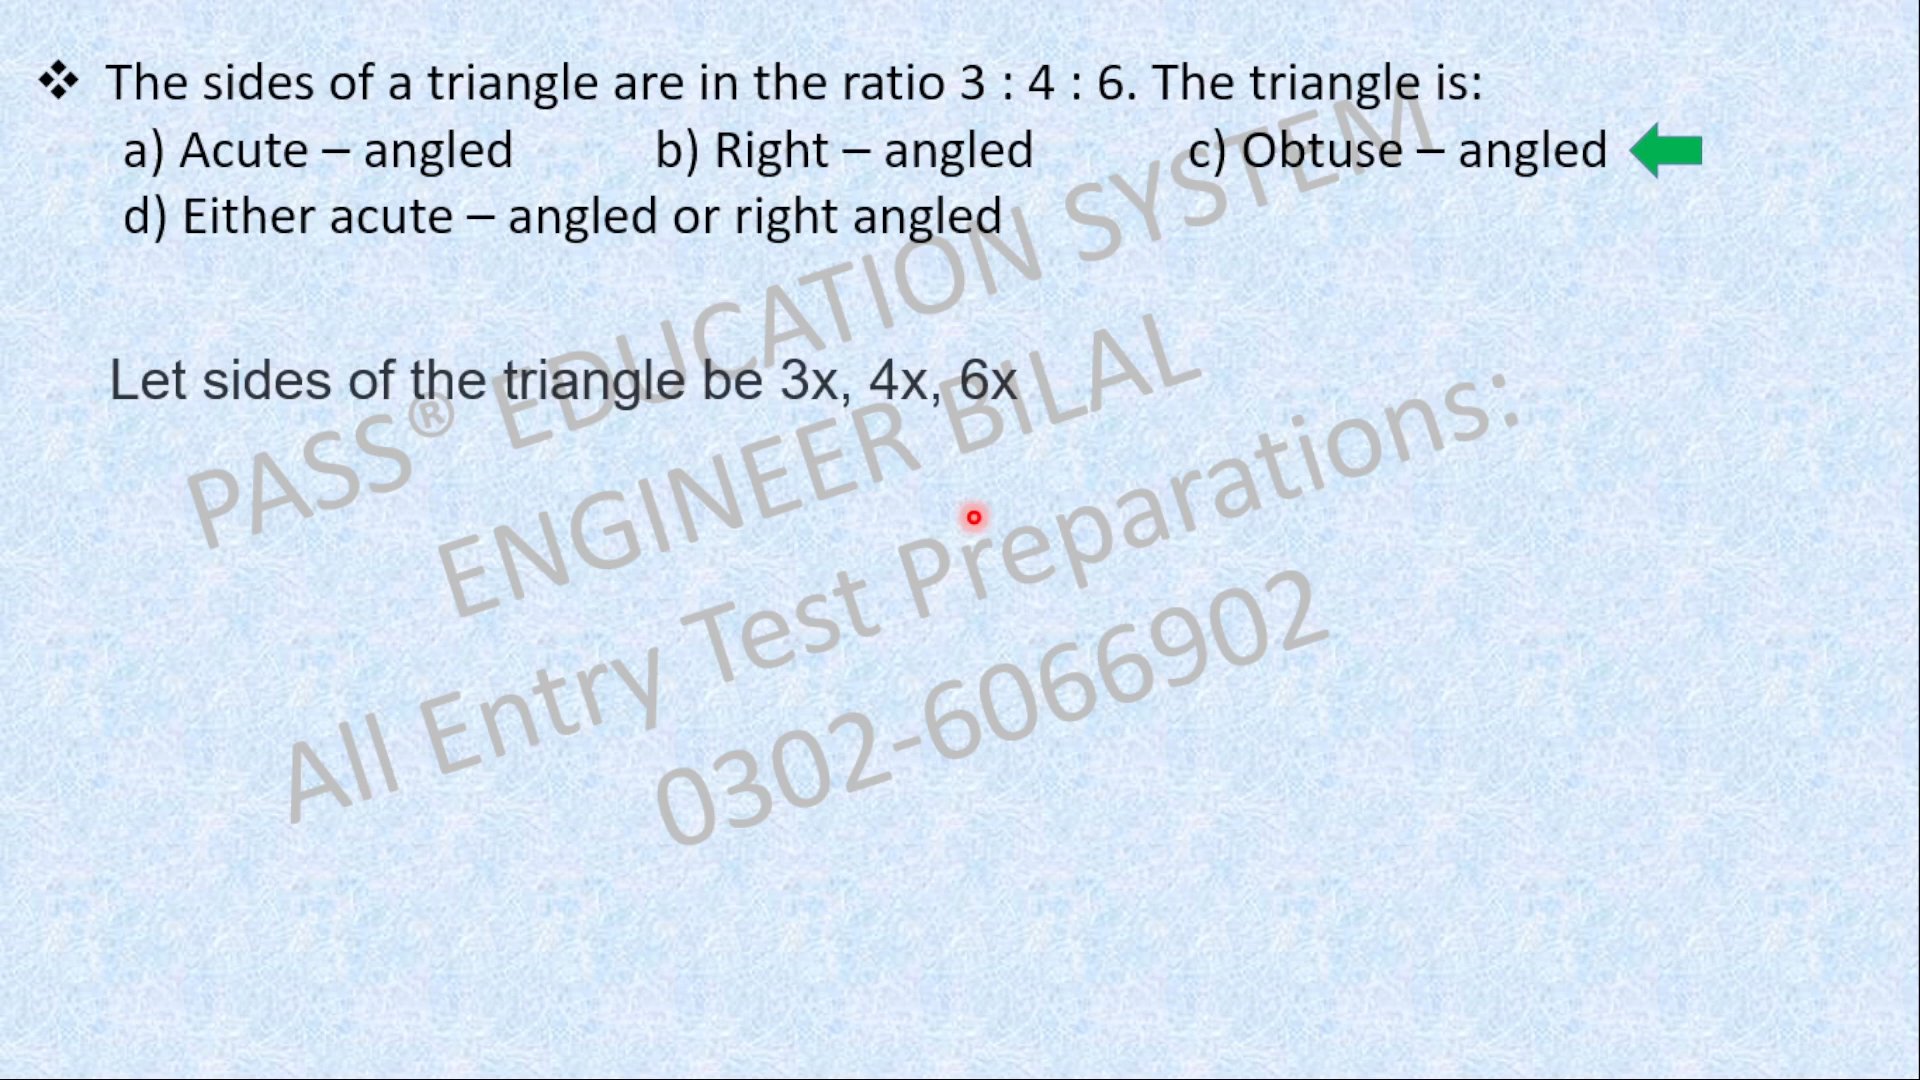 ❖ The sides of a triangle are in the ratio 3 : 4 : 6. The triangle is:
a) Acute – angled b) Right – angled c) Obtuse – angled
d) Either acute – angled or right angled
Let sides of the triangle be 3x, 4x, 6x
PASS® EDUCATION SYSTEM
ENGINEER BILAL
All Entry Test Preparations:
0302-6066902